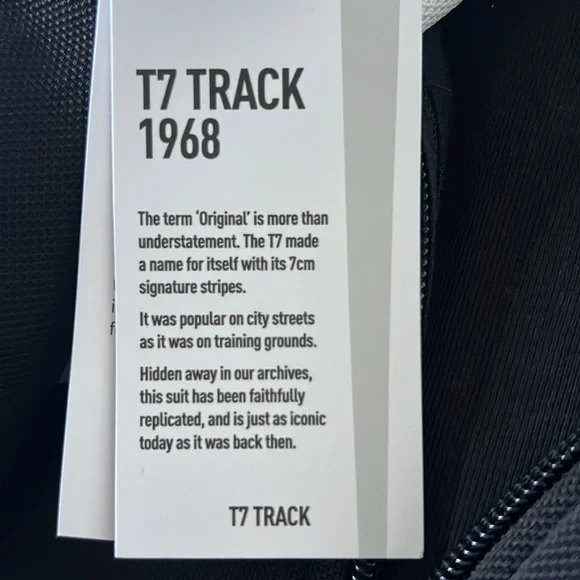 T7 TRACK
1968
The term ‘Original’ is more than
understatement. The T7 made
a name for itself with its 7cm
signature stripes.
It was popular on city streets
as it was on training grounds.
Hidden away in our archives,
this suit has been faithfully
replicated, and is just as iconic
today as it was back then.
T7 TRACK